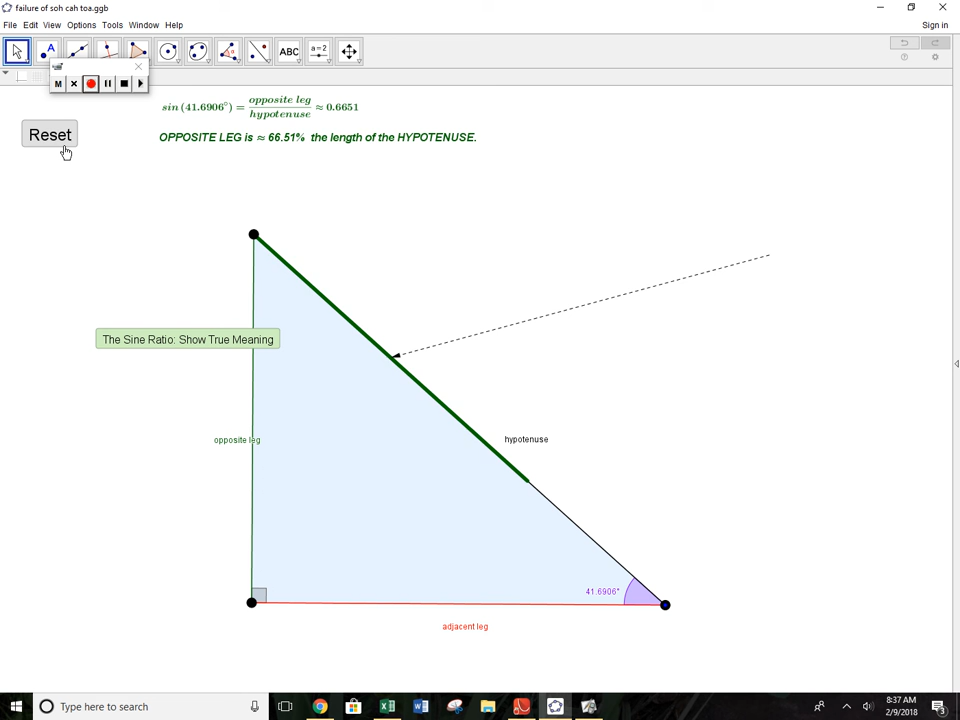 failure of soh cah toa.ggb
File Edit View Options Tools Window Help
Sign in
A
ABC
a=2
M
sin (41.6906°) = opposite leg / hypotenuse ≈ 0.6651
OPPOSITE LEG is ≈ 66.51% the length of the HYPOTENUSE.
Reset
The Sine Ratio: Show True Meaning
opposite leg
hypotenuse
41.6906°
adjacent leg
Type here to search
8:37 AM
2/9/2018
3